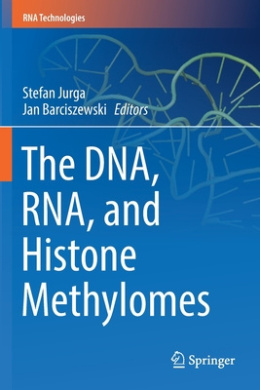 RNA Technologies
Stefan Jurga
Jan Barciszewski Editors
The DNA,
RNA, and
Histone
Methylomes
Springer